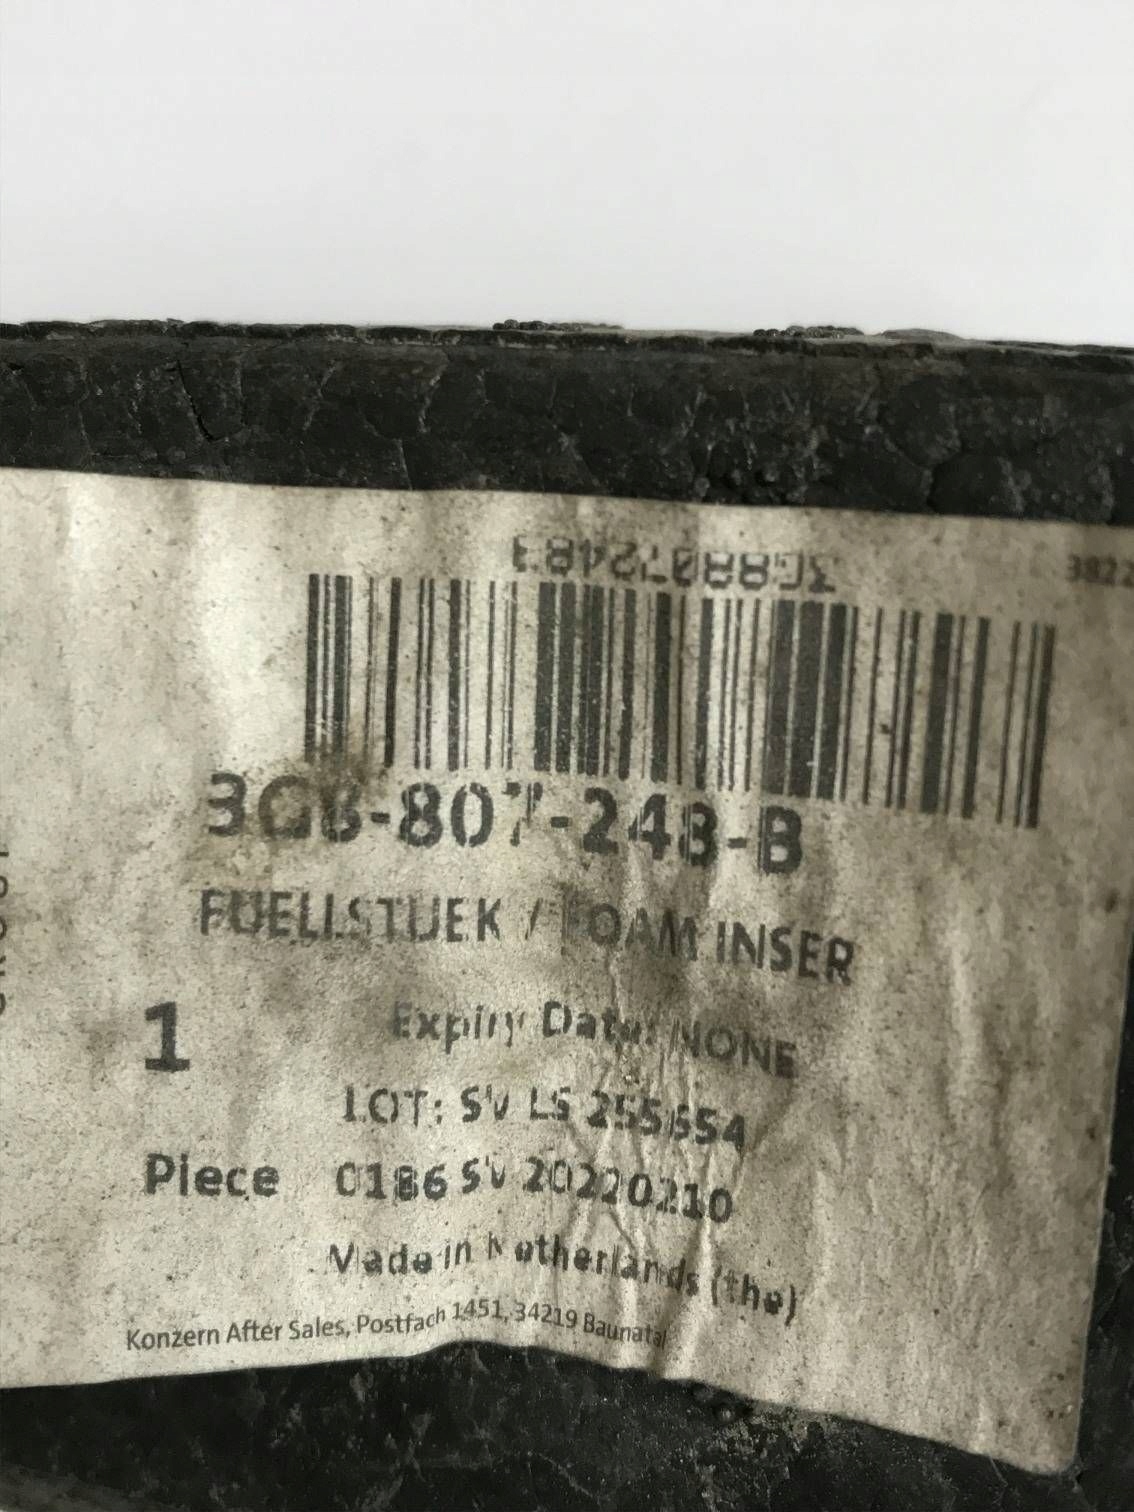 3G8807248B
3G8-807-248-B
FUELLSTUEK / FOAM INSER
1
Expiry Date: NONE
LOT: SV LS 255654
Piece 0186 SV 20220210
Made in Netherlands (the)
Konzern After Sales, Postfach 1451, 34219 Baunatal